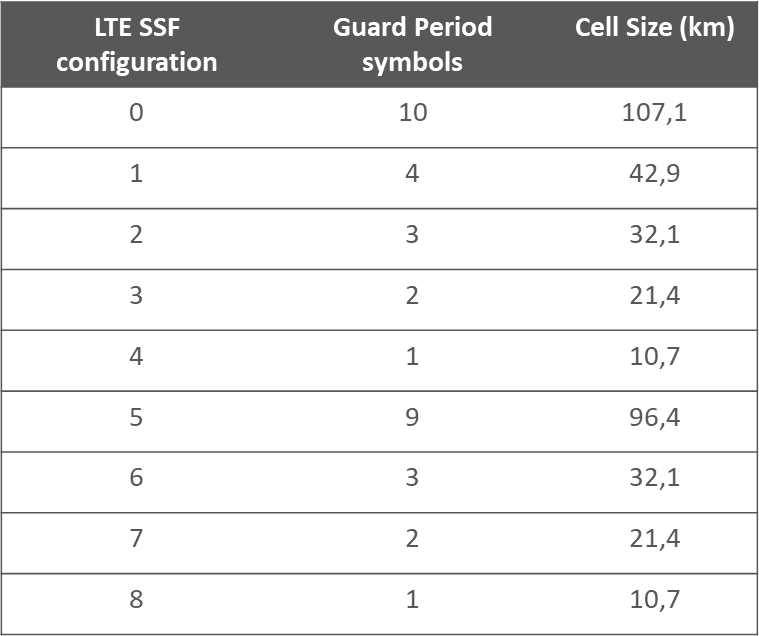 LTE SSF configuration Guard Period symbols Cell Size (km)
0 10 107,1
1 4 42,9
2 3 32,1
3 2 21,4
4 1 10,7
5 9 96,4
6 3 32,1
7 2 21,4
8 1 10,7